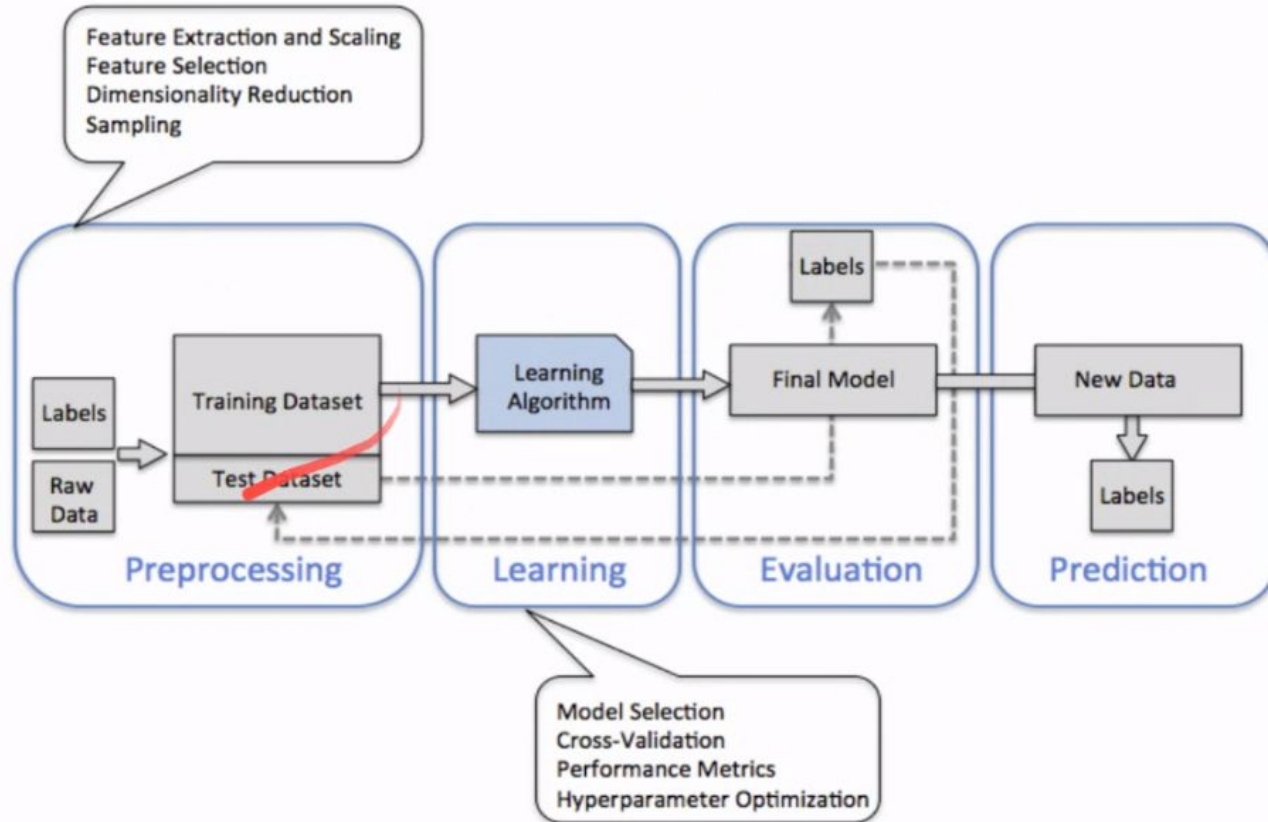 Feature Extraction and Scaling
Feature Selection
Dimensionality Reduction
Sampling
Labels
Raw
Data
Training Dataset
Test Dataset
Preprocessing
Learning
Algorithm
Learning
Labels
Final Model
Evaluation
New Data
Labels
Prediction
Model Selection
Cross-Validation
Performance Metrics
Hyperparameter Optimization